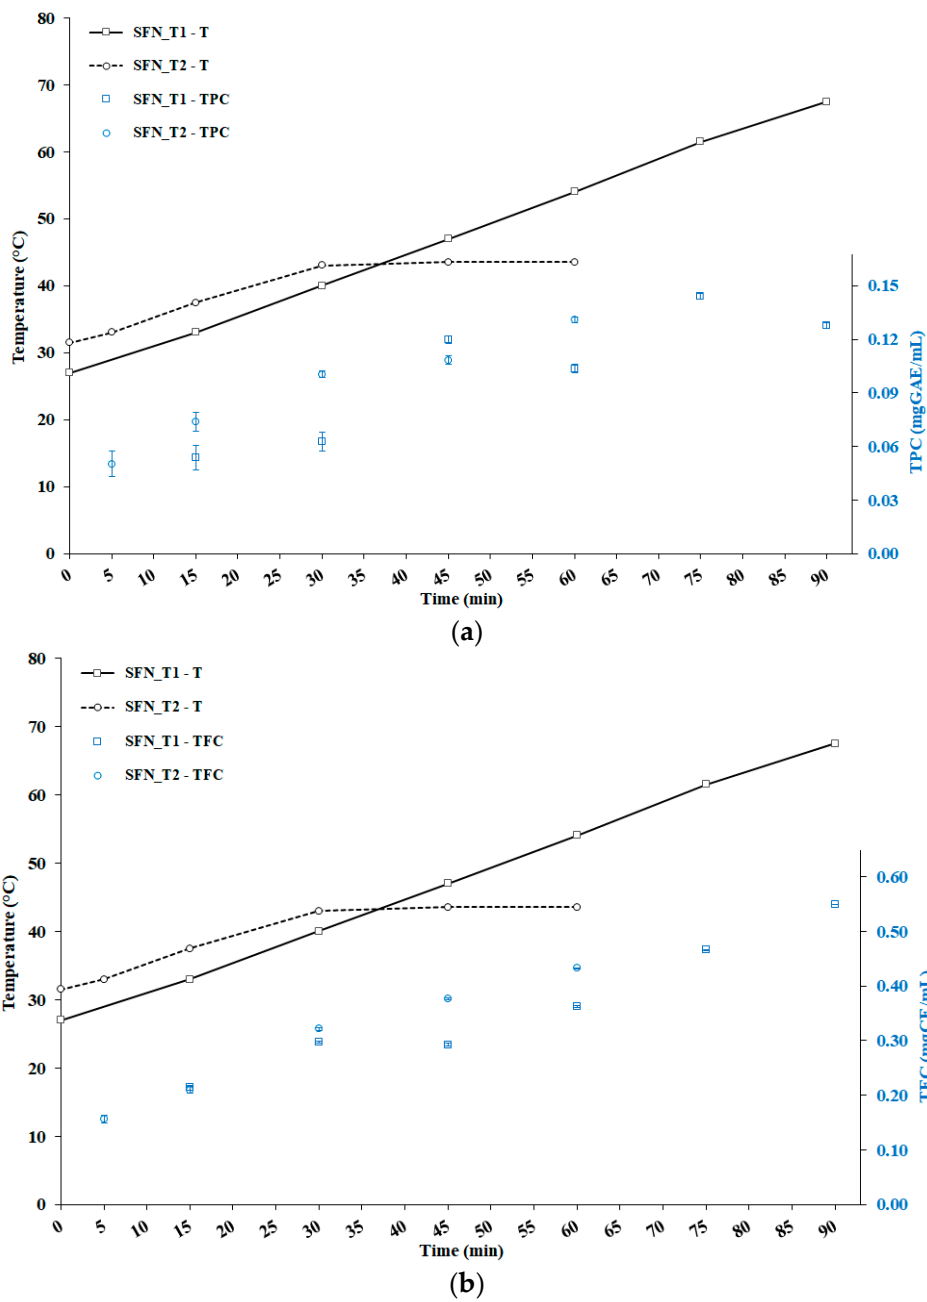 80
70
60
50
40
30
20
10
0
Temperature (°C)
SFN_T1 - T
SFN_T2 - T
SFN_T1 - TPC
SFN_T2 - TPC
0.15
0.12
0.09
0.06
0.03
0.00
TPC (mgGAE/mL)
0 5 10 15 20 25 30 35 40 45 50 55 60 65 70 75 80 85 90
Time (min)
(a)
80
70
60
50
40
30
20
10
0
Temperature (°C)
SFN_T1 - T
SFN_T2 - T
SFN_T1 - TFC
SFN_T2 - TFC
0.60
0.50
0.40
0.30
0.20
0.10
0.00
TFC (mgCE/mL)
0 5 10 15 20 25 30 35 40 45 50 55 60 65 70 75 80 85 90
Time (min)
(b)